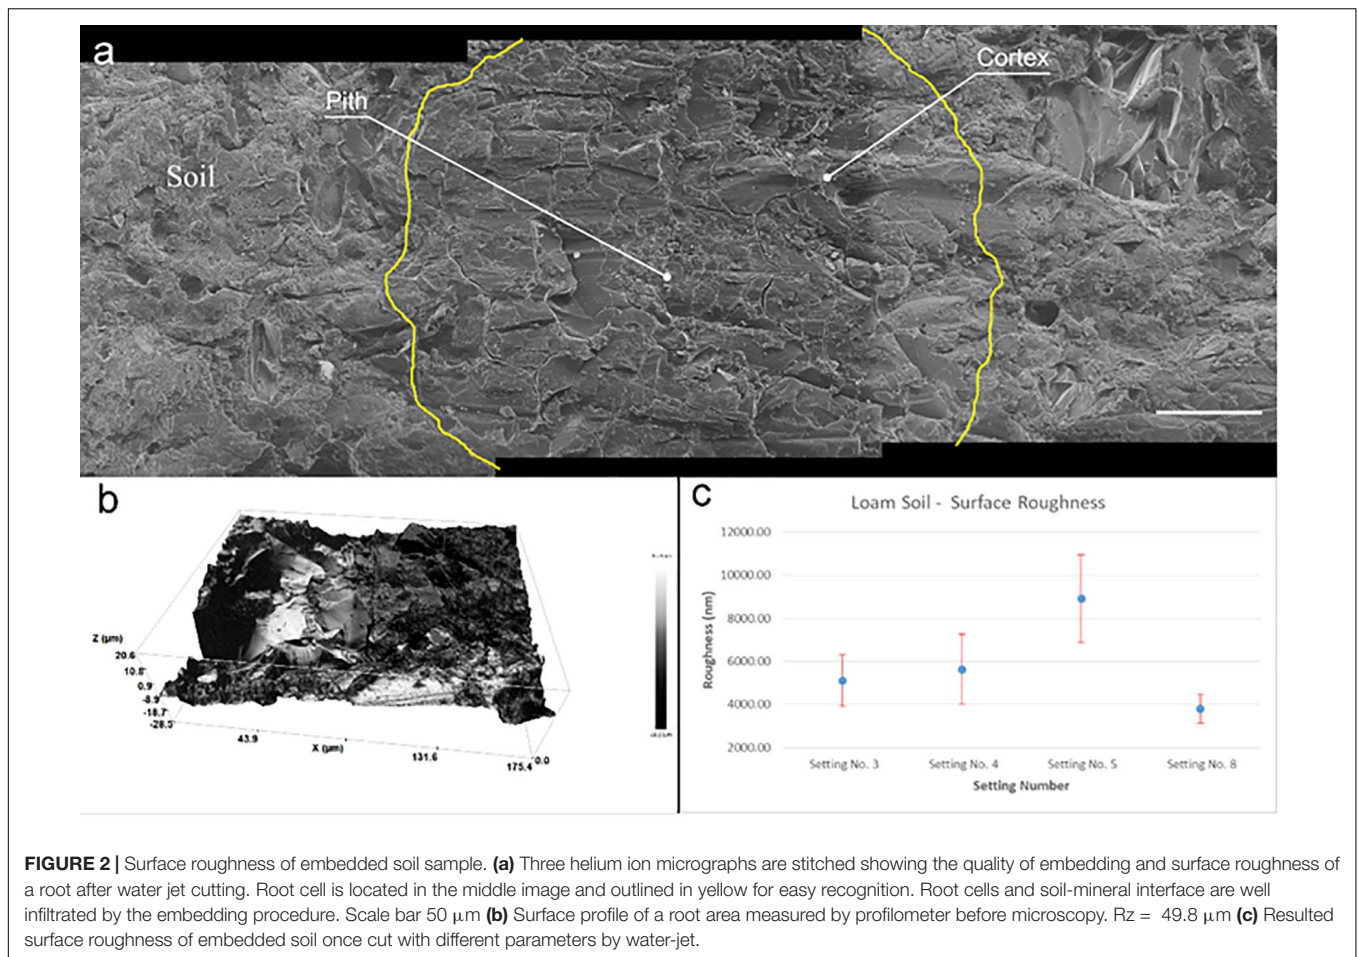 a
Cortex
Pith
Soil
b
Z (µm)
20.6
10.8
0.9
-8.9
-18.7
-28.5
43.9
X (µm)
131.6
175.4
0.0
c
Loam Soil - Surface Roughness
12000.00
10000.00
8000.00
6000.00
4000.00
2000.00
Roughness (nm)
Setting No. 3 Setting No. 4 Setting No. 5 Setting No. 8
Setting Number
FIGURE 2 | Surface roughness of embedded soil sample. (a) Three helium ion micrographs are stitched showing the quality of embedding and surface roughness of
a root after water jet cutting. Root cell is located in the middle image and outlined in yellow for easy recognition. Root cells and soil-mineral interface are well
infiltrated by the embedding procedure. Scale bar 50 µm (b) Surface profile of a root area measured by profilometer before microscopy. Rz = 49.8 µm (c) Resulted
surface roughness of embedded soil once cut with different parameters by water-jet.